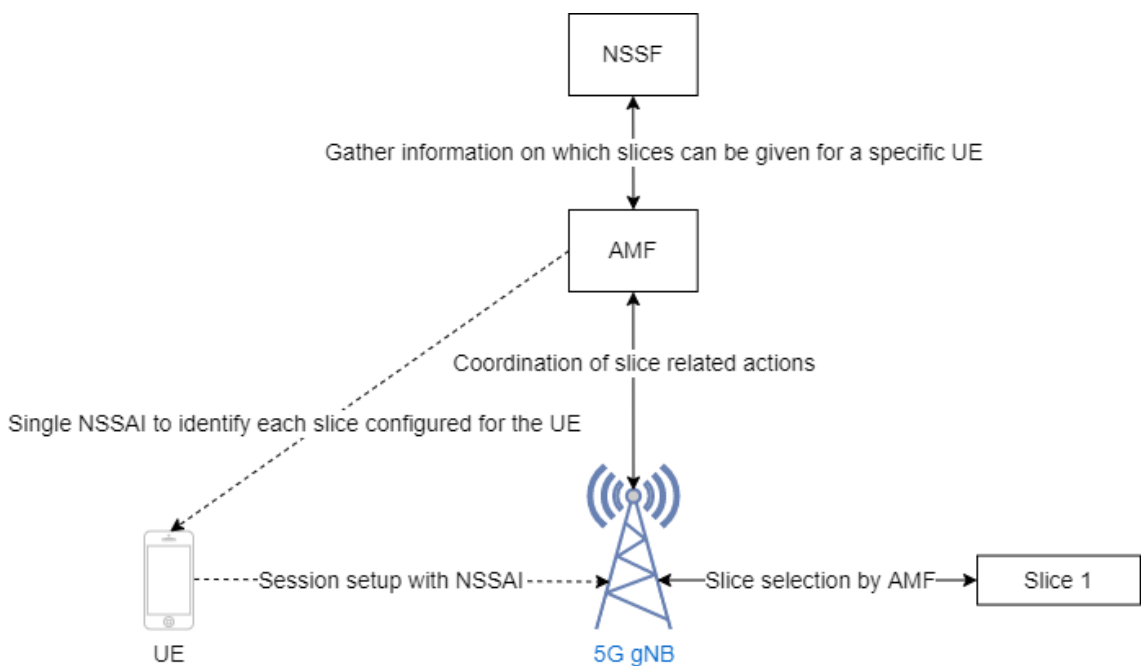 NSSF
Gather information on which slices can be given for a specific UE
AMF
Coordination of slice related actions
Single NSSAI to identify each slice configured for the UE
Session setup with NSSAI
Slice selection by AMF
Slice 1
UE
5G gNB